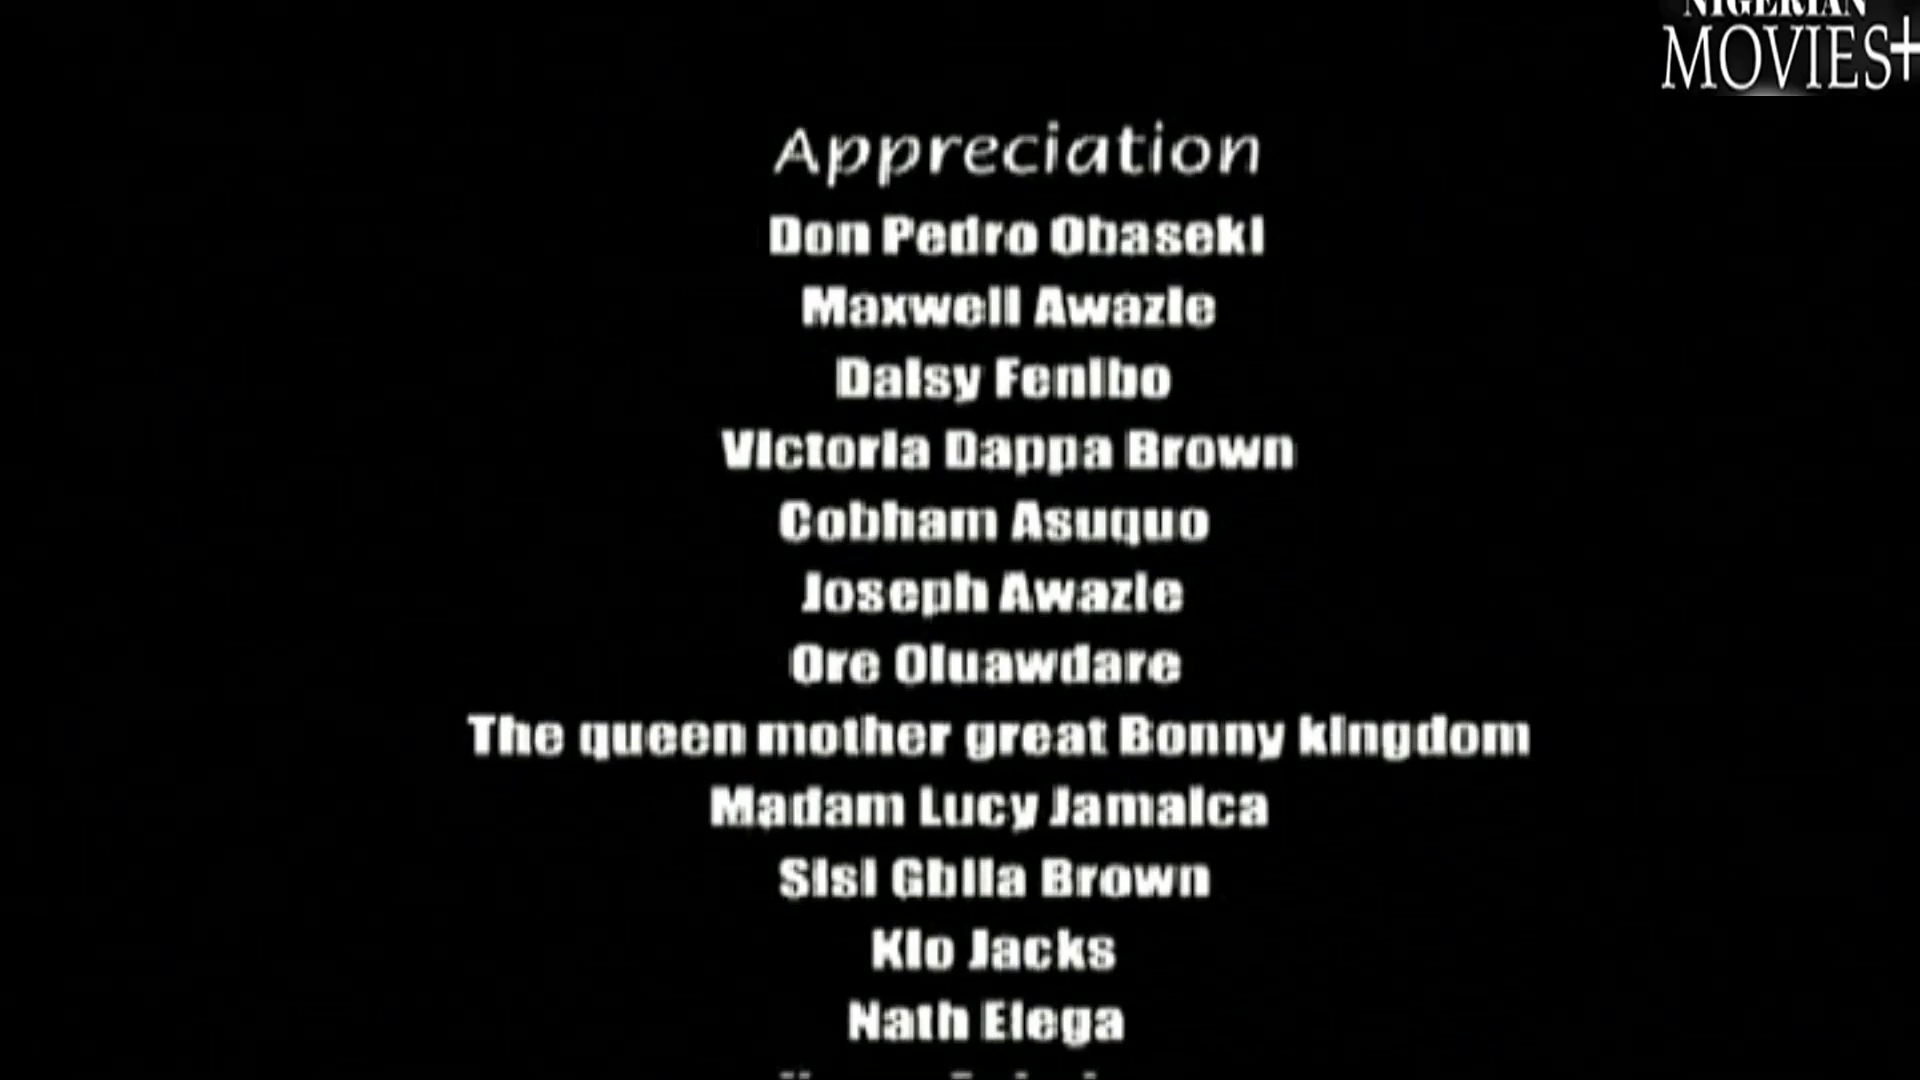 NIGERIAN
MOVIES+
Appreciation
Don Pedro Obaseki
Maxwell Awazie
Daisy Fenibo
Victoria Dappa Brown
Cobham Asuquo
Joseph Awazie
Ore Oluawdare
The queen mother great Bonny kingdom
Madam Lucy Jamaica
Sisi Gbila Brown
Kio Jacks
Nath Elega